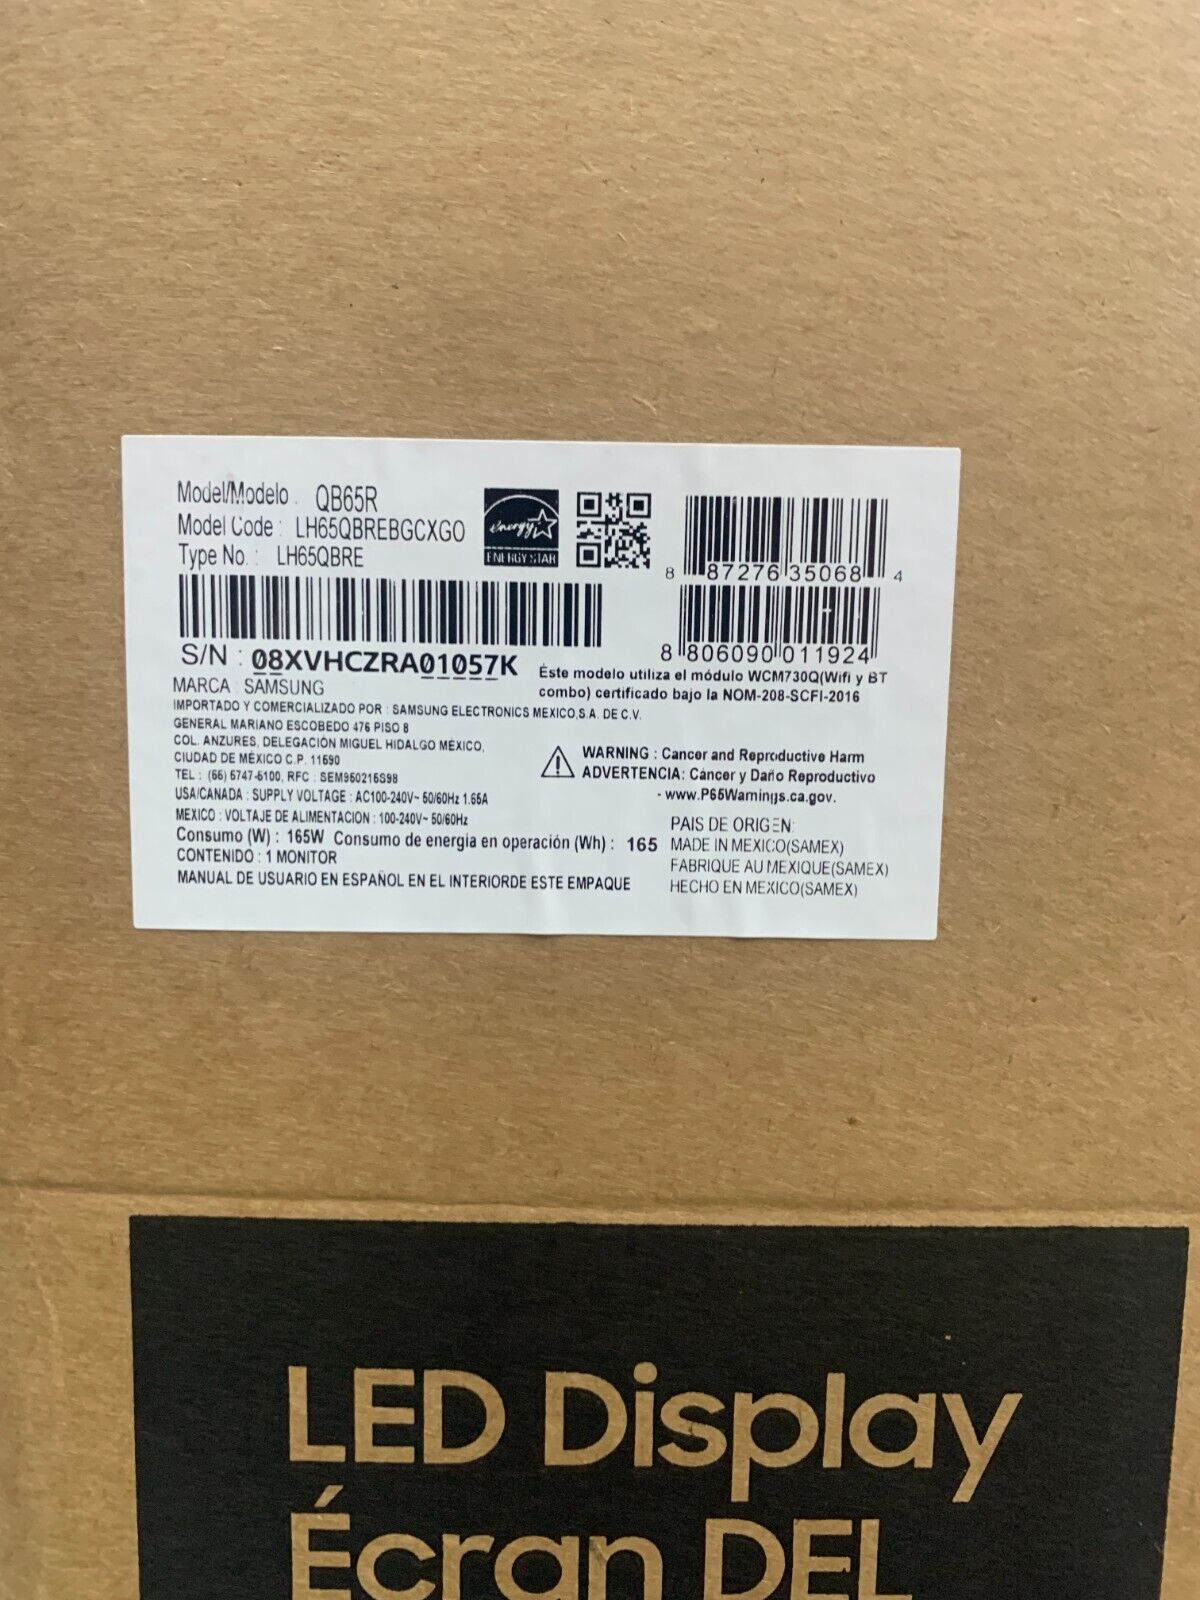 Model/Modelo : QB65R
Model Code : LH65QBREBGCXGO
Type No. : LH65QBRE
energy
ENERGY STAR
8 87276 35068 4
8 806090 011924
S/N : 08XVHCZRA01057K
Éste modelo utiliza el módulo WCM730Q(Wifi y BT
combo) certificado bajo la NOM-208-SCFI-2016
MARCA : SAMSUNG
IMPORTADO Y COMERCIALIZADO POR : SAMSUNG ELECTRONICS MEXICO,S.A. DE C.V.
GENERAL MARIANO ESCOBEDO 476 PISO 8
COL. ANZURES, DELEGACIÓN MIGUEL HIDALGO MÉXICO,
CIUDAD DE MÉXICO C.P. 11590
TEL : (55) 5747-5100, RFC : SEM950215S98
USA/CANADA : SUPPLY VOLTAGE : AC100-240V~ 50/60Hz 1.65A
MEXICO : VOLTAJE DE ALIMENTACION : 100-240V~ 50/60Hz
Consumo (W) : 165W Consumo de energia en operación (Wh) : 165
CONTENIDO : 1 MONITOR
MANUAL DE USUARIO EN ESPAÑOL EN EL INTERIORDE ESTE EMPAQUE
WARNING : Cancer and Reproductive Harm
ADVERTENCIA: Cáncer y Daño Reproductivo
- www.P65Warnings.ca.gov.
PAIS DE ORIGEN:
MADE IN MEXICO(SAMEX)
FABRIQUE AU MEXIQUE(SAMEX)
HECHO EN MEXICO(SAMEX)
LED Display
Écran DEL